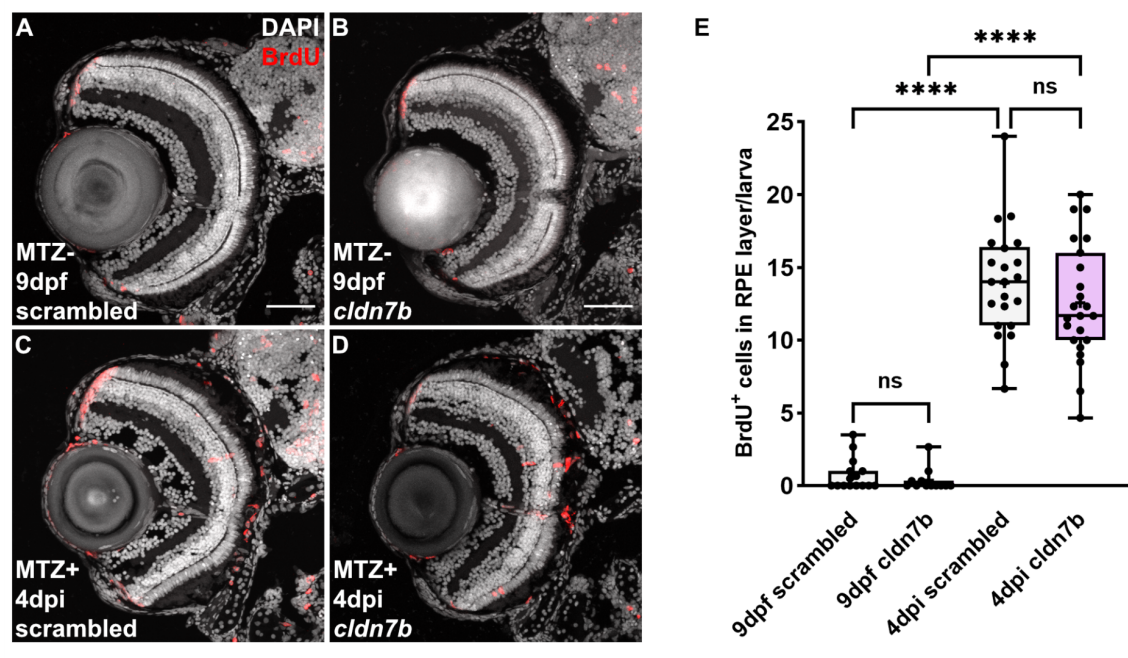 A
DAPI
BrdU
MTZ-
9dpf
scrambled
B
MTZ-
9dpf
cldn7b
C
MTZ+
4dpi
scrambled
D
MTZ+
4dpi
cldn7b
E
****
****
ns
ns
BrdU+ cells in RPE layer/larva
25
20
15
10
5
0
9dpf scrambled
9dpf cldn7b
4dpi scrambled
4dpi cldn7b